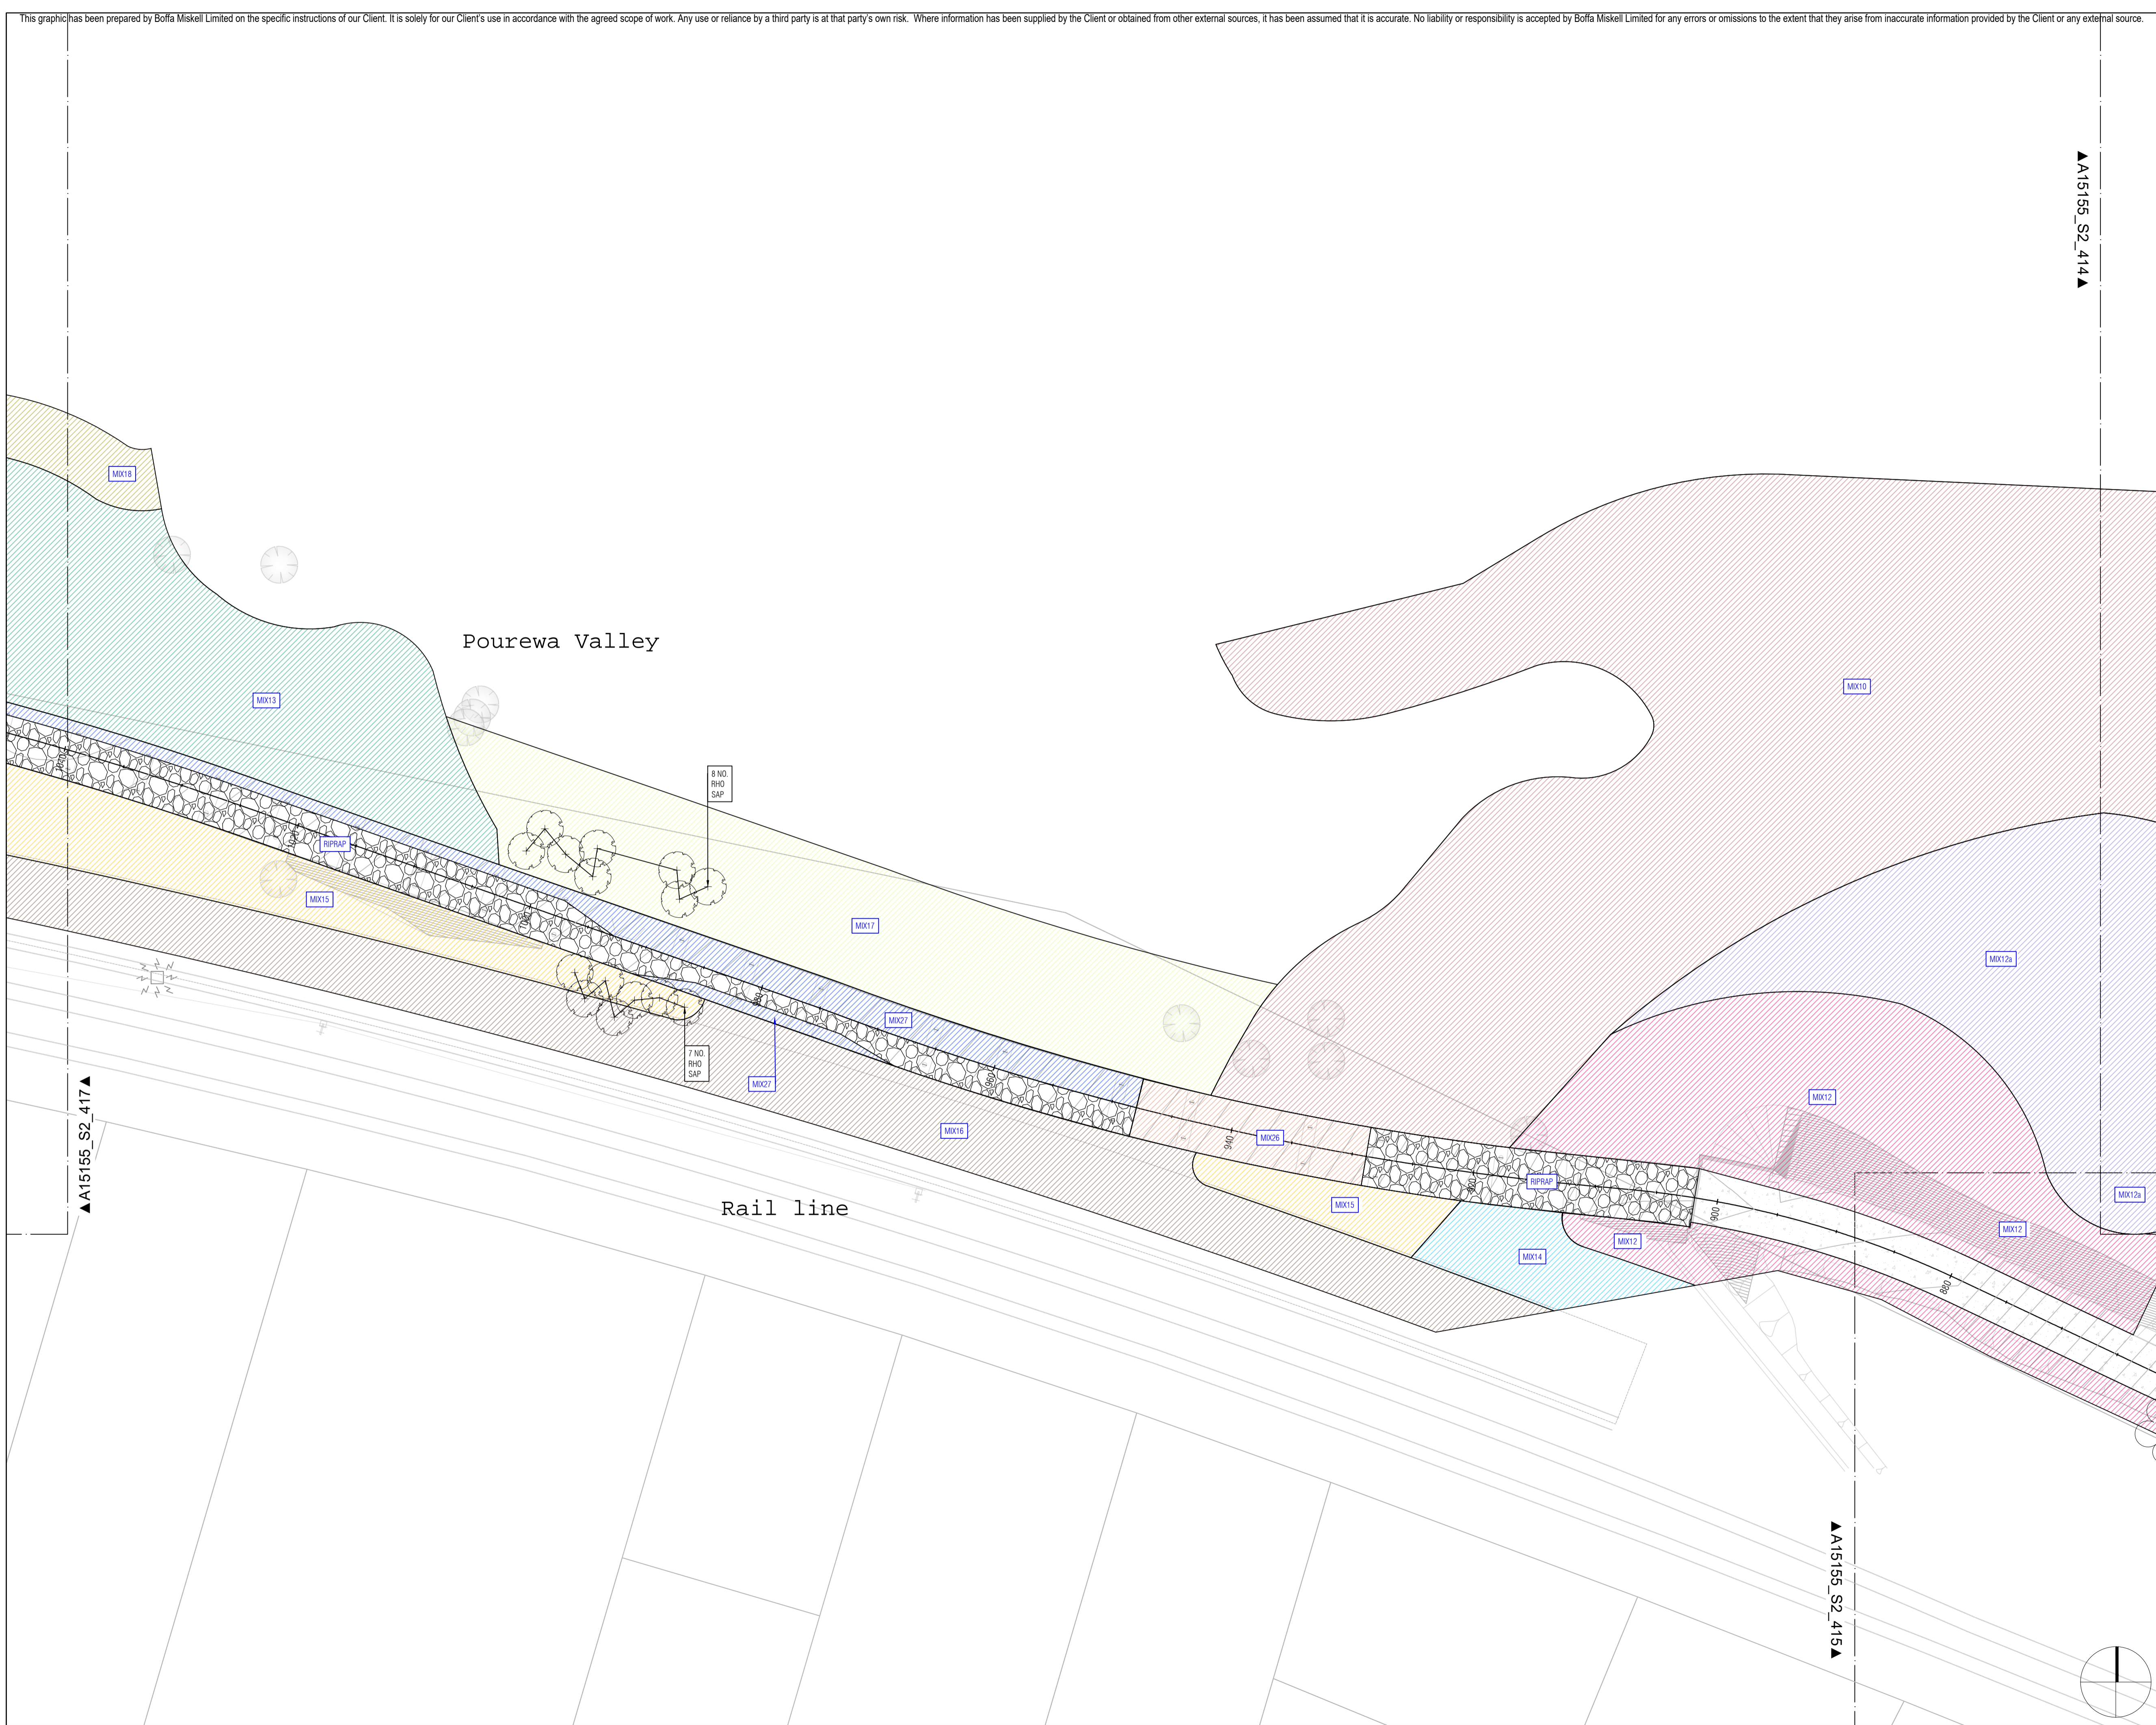 This graphic has been prepared by Boffa Miskell Limited on the specific instructions of our Client. It is solely for our Client's use in accordance with the agreed scope of work. Any use or reliance by a third party is at that party's own risk.  Where information has been supplied by the Client or obtained from other external sources, it has been assumed that it is accurate. No liability or responsibility is accepted by Boffa Miskell Limited for any errors or omissions to the extent that they arise from inaccurate information provided by the Client or any external source.
▲A15155_S2_414▲
MIX18
Pourewa Valley
MIX13
MIX10
8 NO.
RHO
SAP
1040
1020
RIPRAP
MIX15
1000
MIX17
MIX12a
980
MIX27
7 NO.
RHO
SAP
MIX27
960
MIX12
▲A15155_S2_417▲
MIX16
940
MIX26
RIPRAP
MIX12a
Rail line
MIX15
900
MIX12
MIX12
MIX14
880
▲A15155_S2_415▲